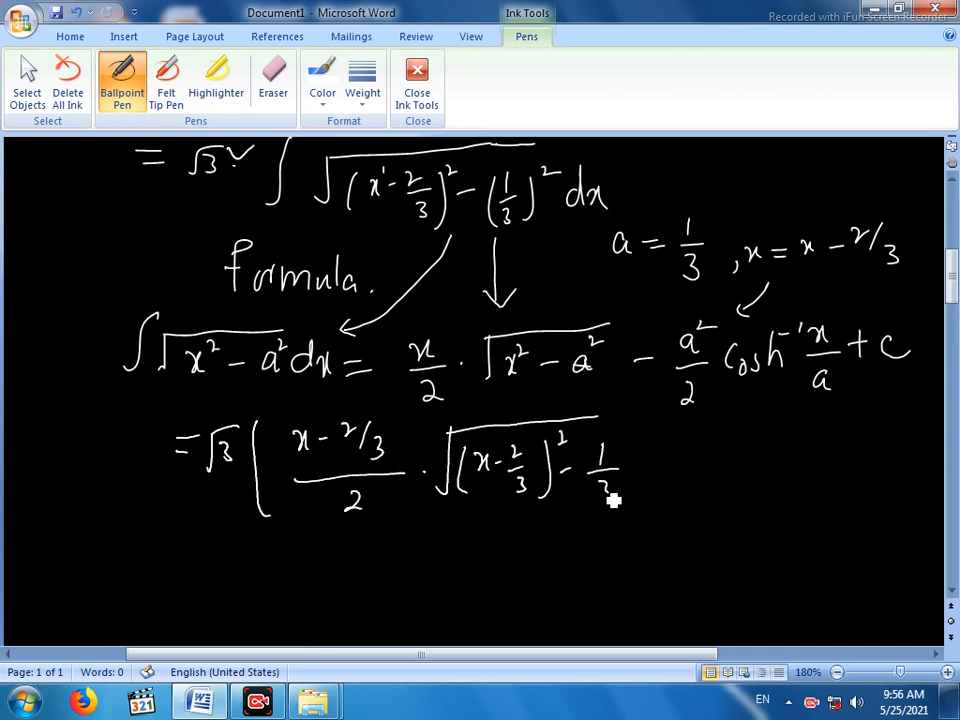 Document1 - Microsoft Word
Ink Tools
Recorded with iFun Screen Recorder
Home Insert Page Layout References Mailings Review View Pens
Select Objects
Delete All Ink
Ballpoint Pen
Felt Tip Pen
Highlighter
Eraser
Color
Weight
Close Ink Tools
Select Pens Format Close
= √3 ∫ √((x - 2/3)² - (1/3)²) dx
a = 1/3 , x = x - 2/3
Formula.
∫ √(x² - a²) dx = x/2 · √(x² - a²) - a²/2 Cosh⁻¹ x/a + C
= √3 [ (x - 2/3)/2 · √((x - 2/3)² - 1/3
Page: 1 of 1 Words: 0 English (United States) 180%
321
EN 9:56 AM
5/25/2021